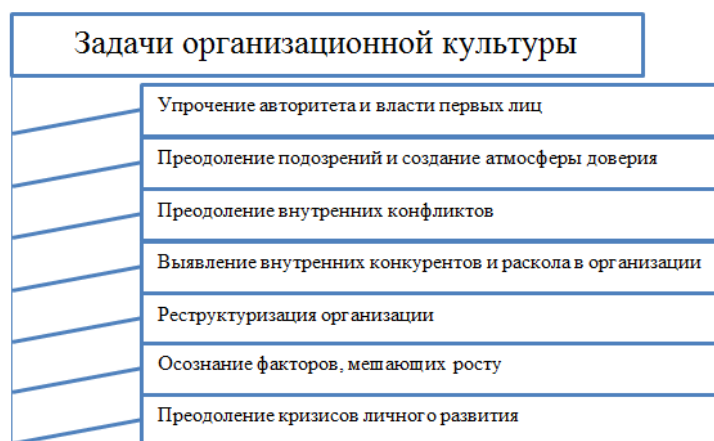 Задачи организационной культуры
Упрочение авторитета и власти первых лиц
Преодоление подозрений и создание атмосферы доверия
Преодоление внутренних конфликтов
Выявление внутренних конкурентов и раскола в организации
Реструктуризация организации
Осознание факторов, мешающих росту
Преодоление кризисов личного развития